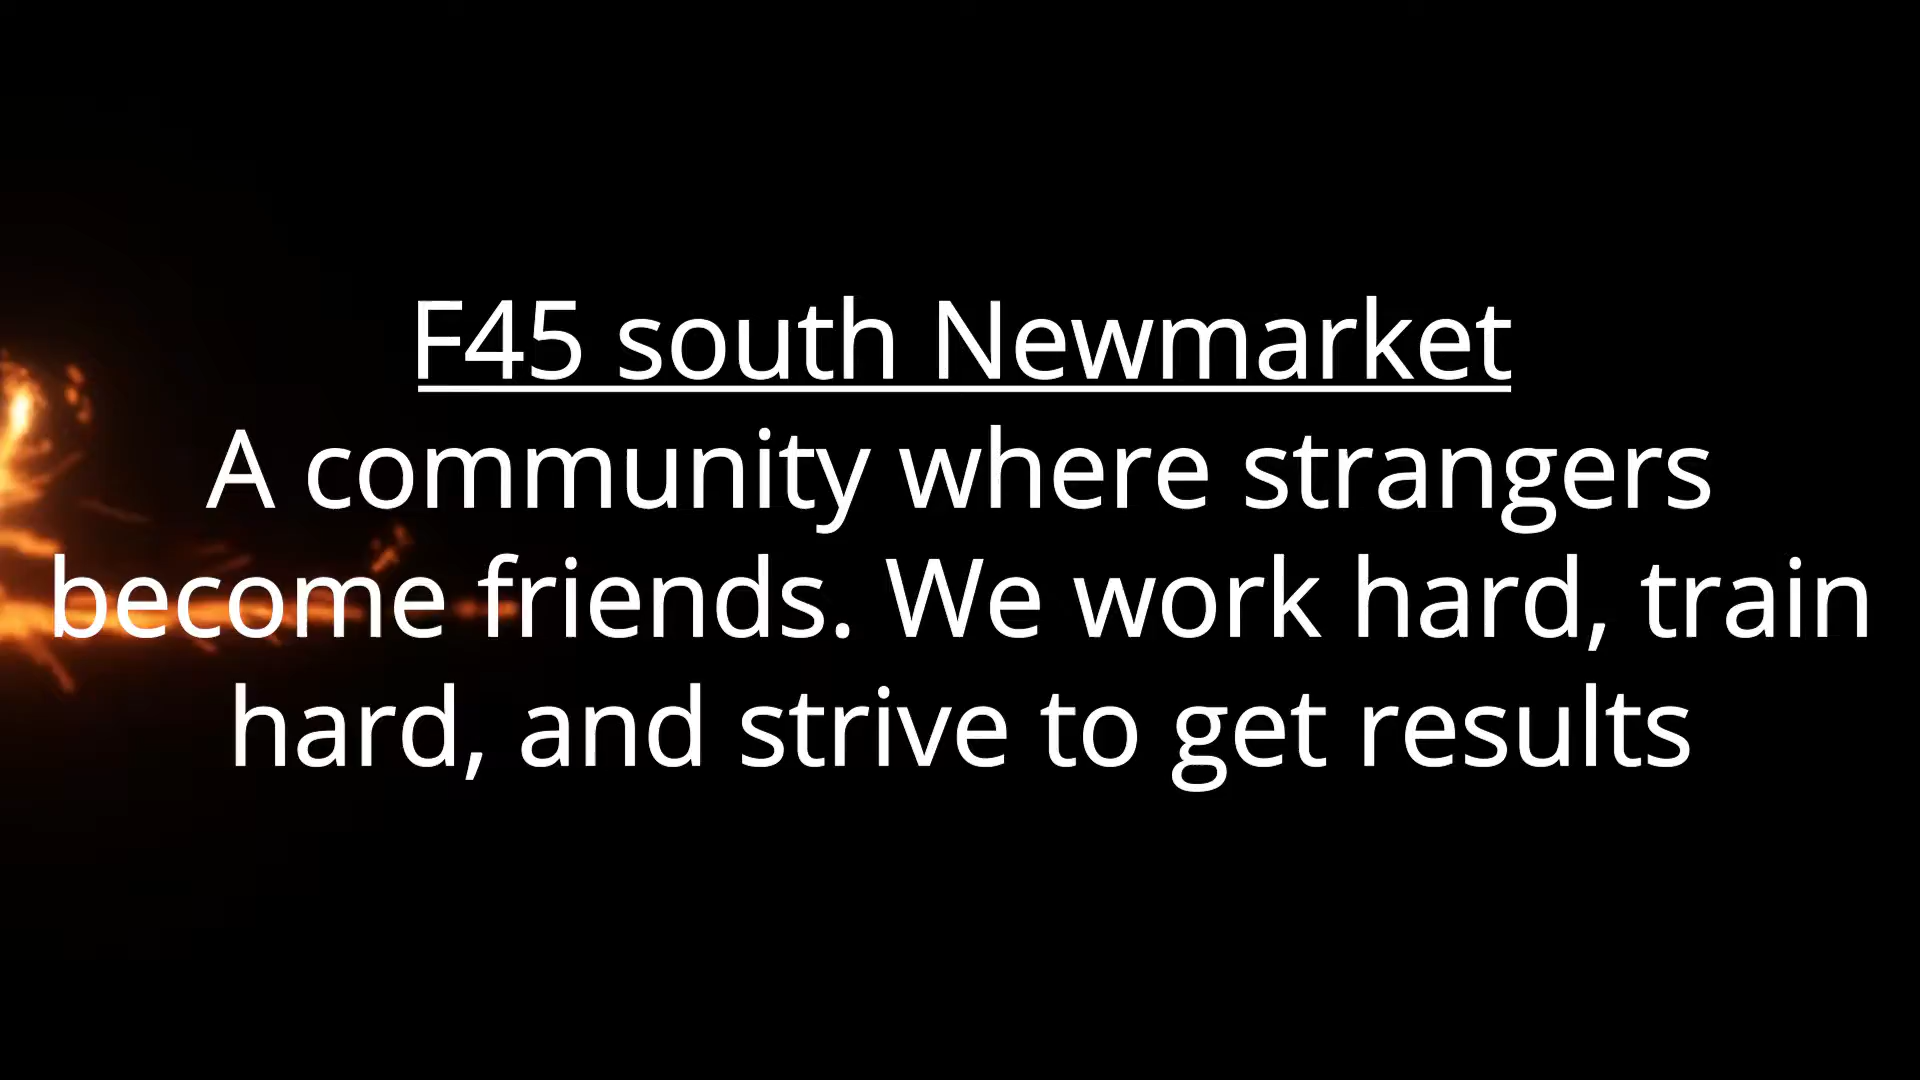 F45 south Newmarket
A community where strangers
become friends. We work hard, train
hard, and strive to get results